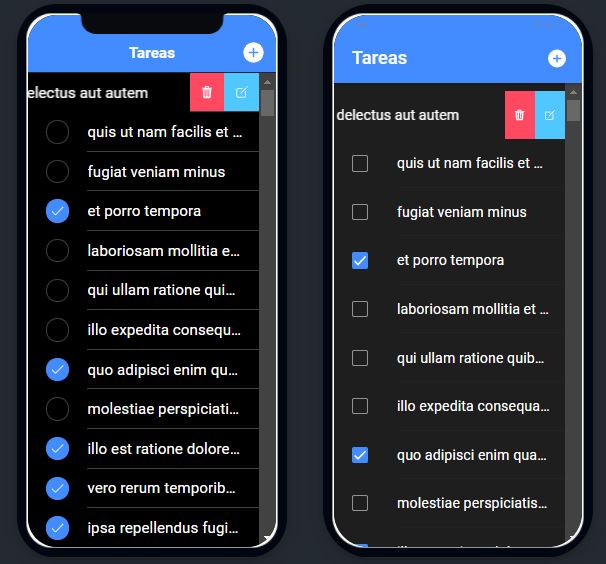 Tareas
electus aut autem
quis ut nam facilis et ...
fugiat veniam minus
et porro tempora
laboriosam mollitia e...
qui ullam ratione qui...
illo expedita consequ...
quo adipisci enim qu...
molestiae perspiciati...
illo est ratione dolore...
vero rerum temporib...
ipsa repellendus fugi...
Tareas
delectus aut autem
quis ut nam facilis et ...
fugiat veniam minus
et porro tempora
laboriosam mollitia et ...
qui ullam ratione quib...
illo expedita consequa...
quo adipisci enim qua...
molestiae perspiciatis...